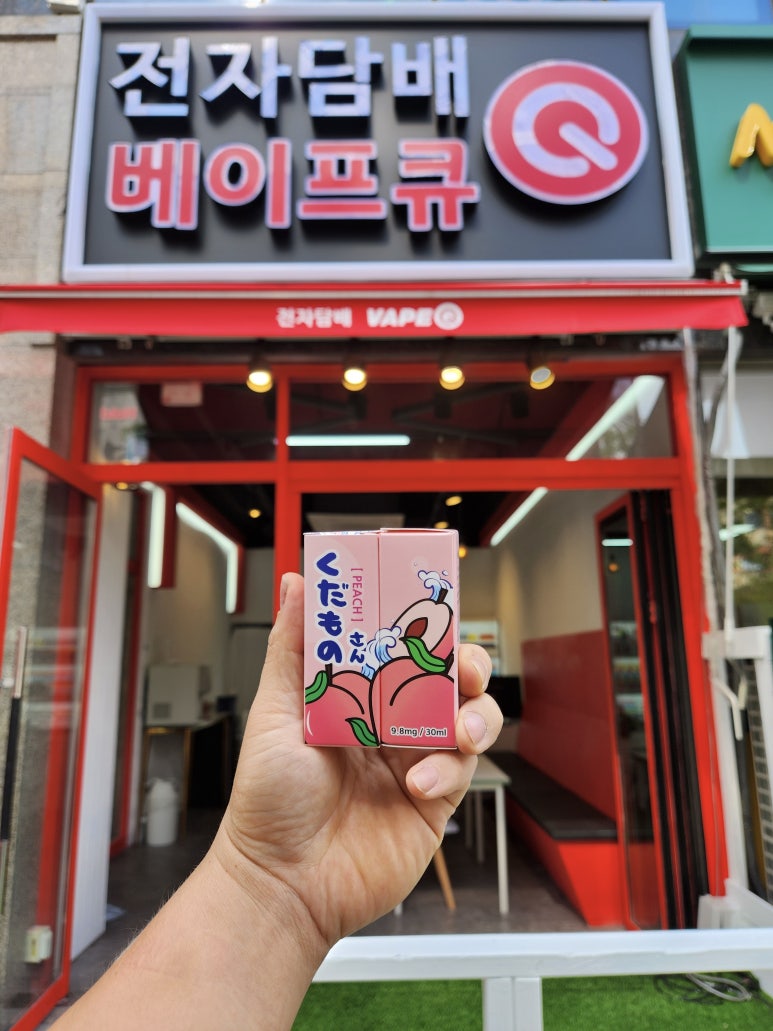 전자담배
베이프큐
전자담배 VAPE
くだもの
さん
[PEACH]
9.8mg / 30ml